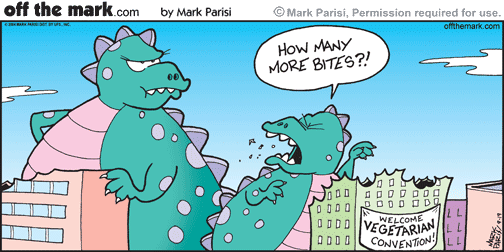 off the mark.com by Mark Parisi © Mark Parisi, Permission required for use.
offthemark.com
HOW MANY
MORE BITES?!
WELCOME
VEGETARIAN
CONVENTION!